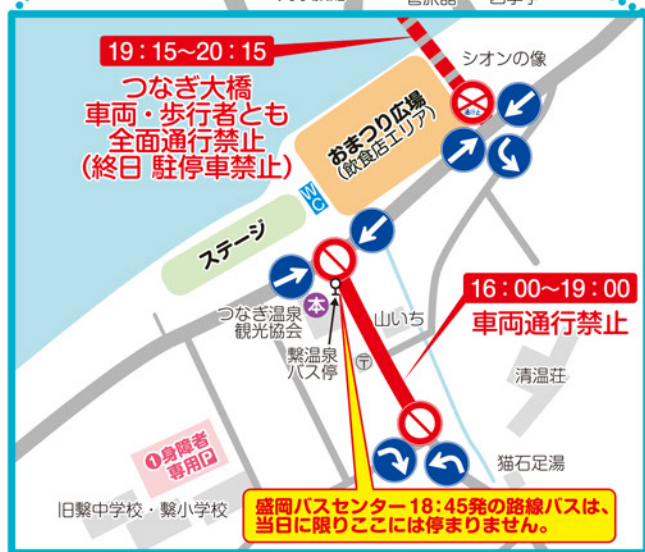 19：15～20：15
つなぎ大橋
車両・歩行者とも
全面通行禁止
(終日 駐停車禁止)
シオンの像
通行止
おまつり広場
(飲食店エリア)
WC
ステージ
つなぎ温泉
観光協会
本
繋温泉
バス停
山いち
〒
16：00～19：00
車両通行禁止
清温荘
猫石足湯
❶身障者
専用P
旧繋中学校・繋小学校
盛岡バスセンター18：45発の路線バスは、
当日に限りここには停まりません。